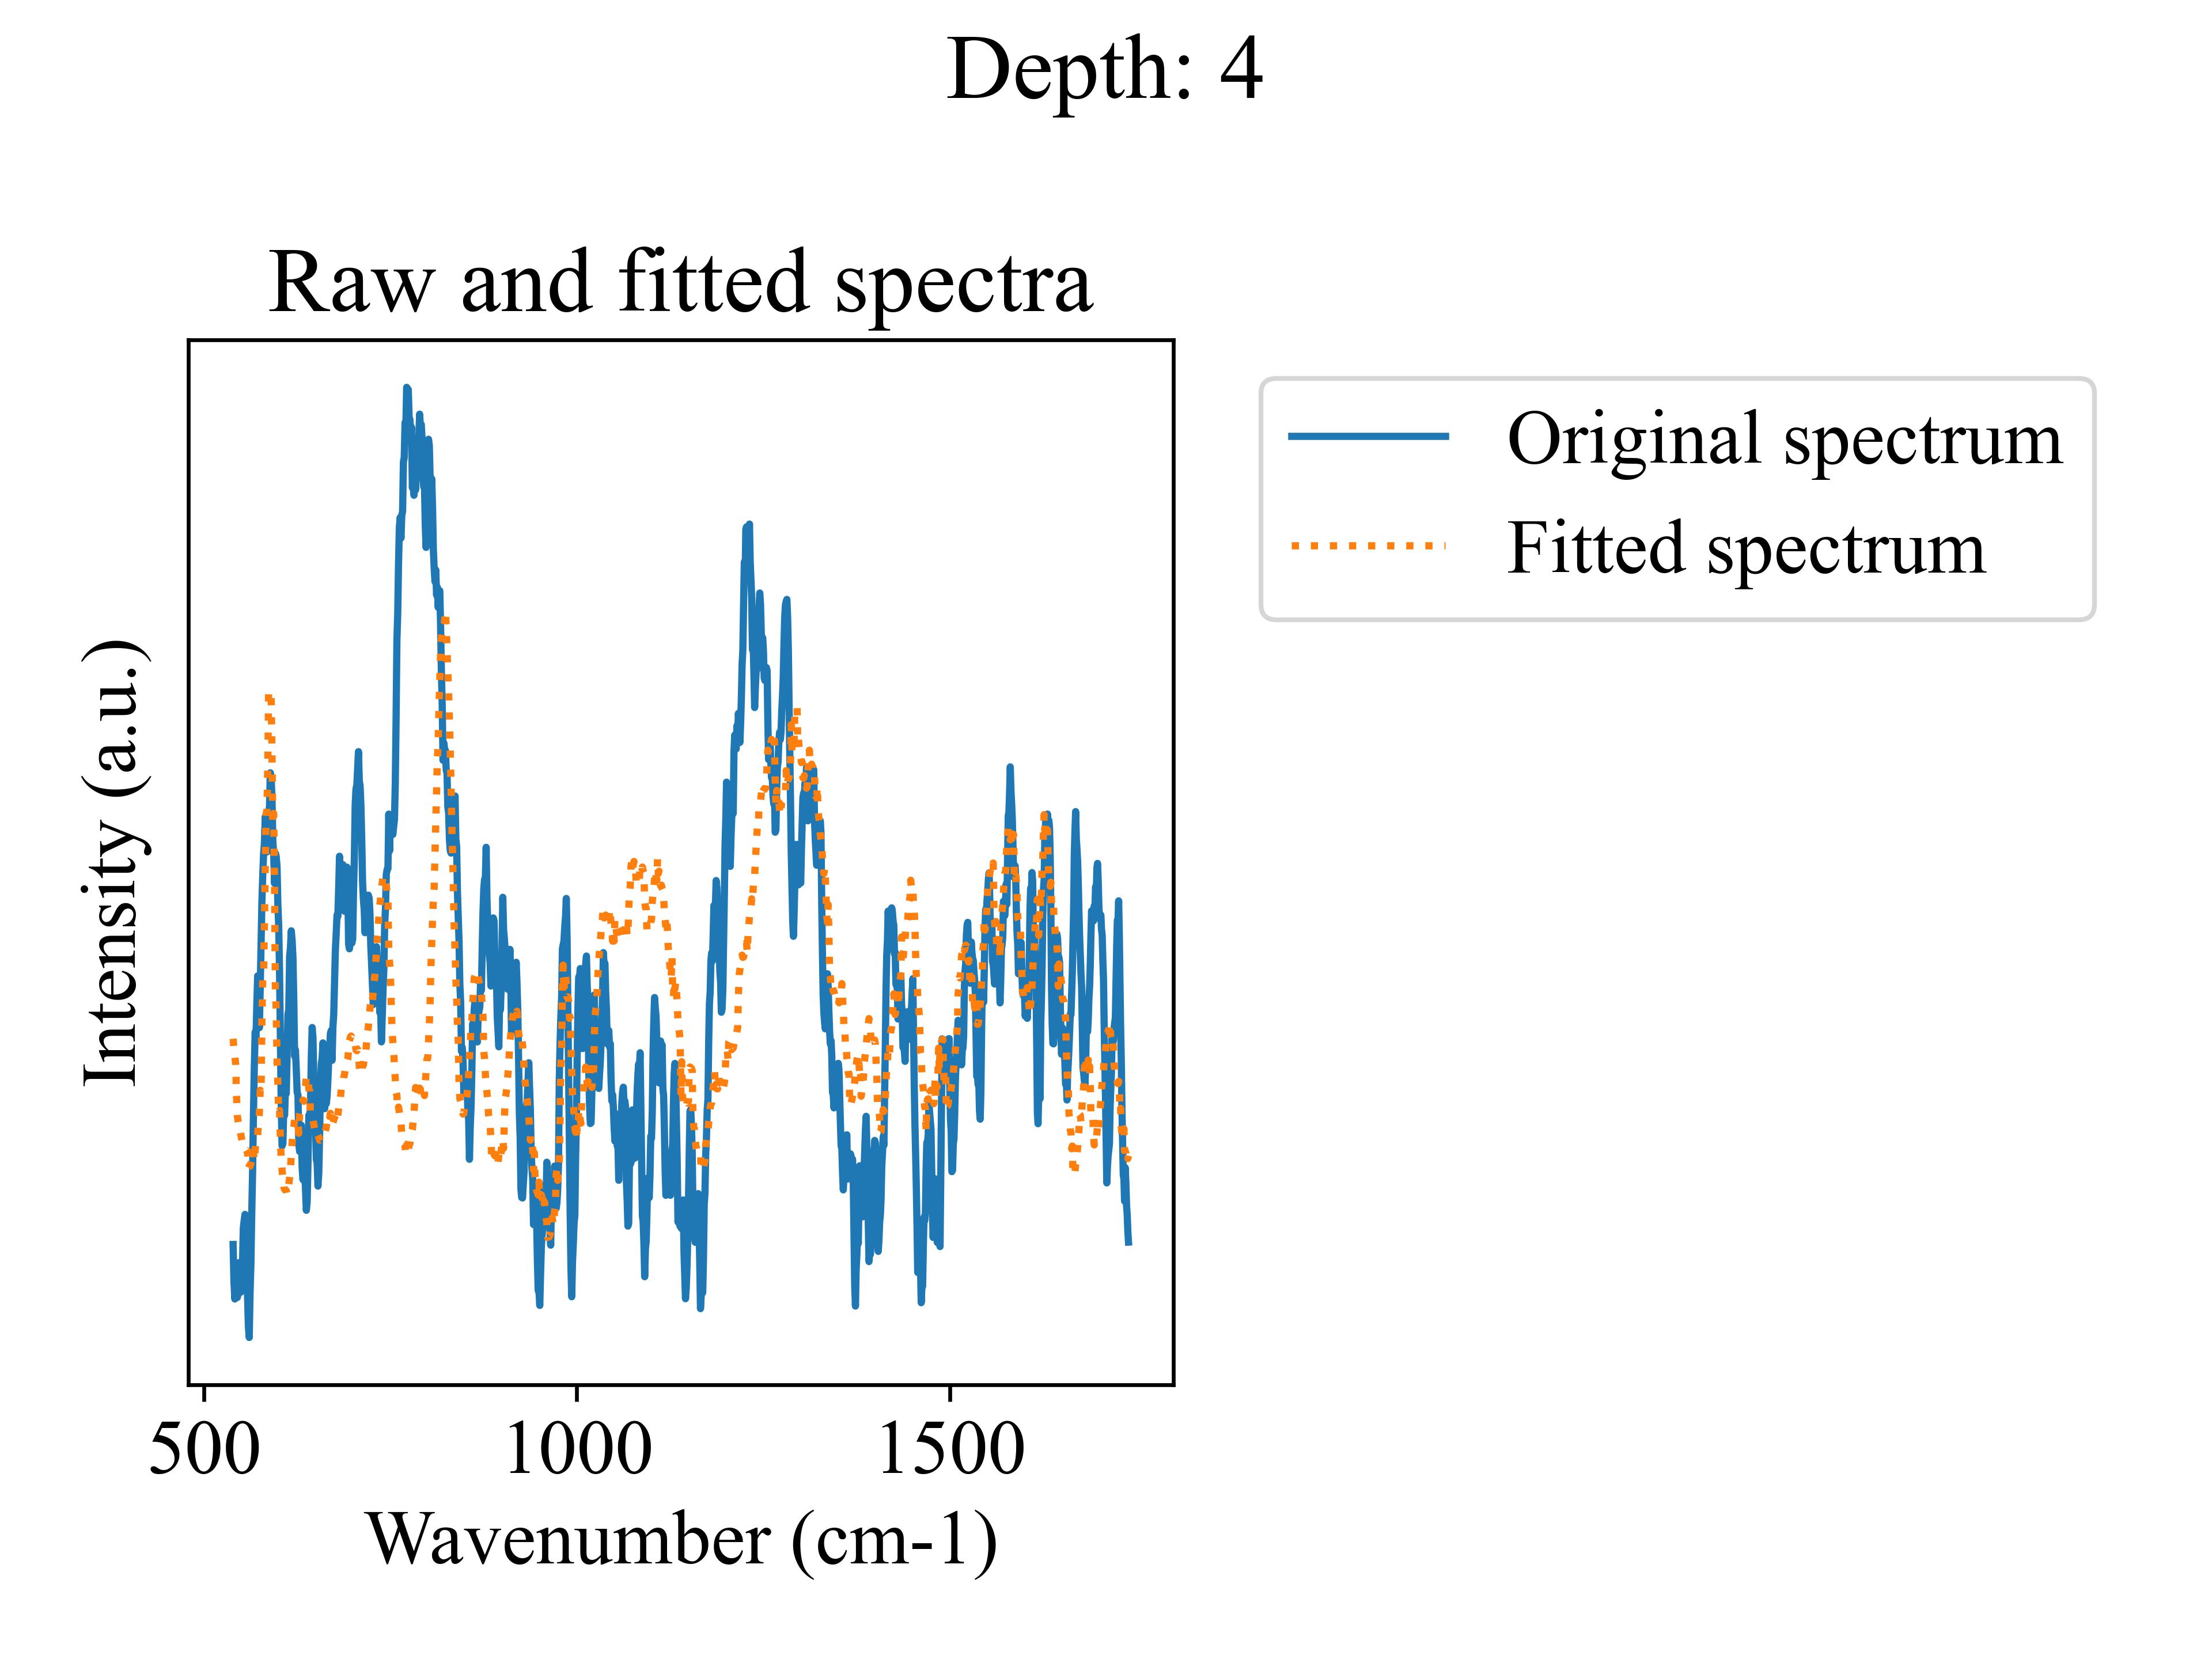 Depth: 4
Raw and fitted spectra
Original spectrum
Fitted spectrum
Intensity (a.u.)
500 1000 1500
Wavenumber (cm-1)